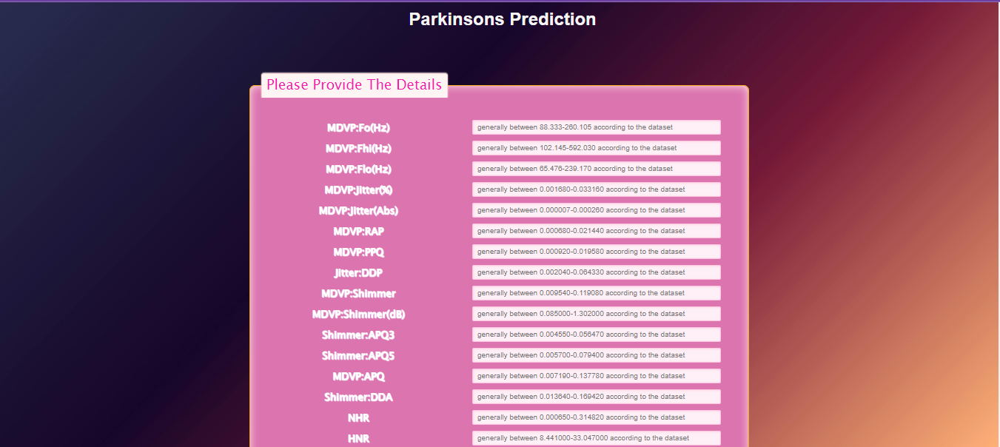 Parkinsons Prediction
Please Provide The Details
MDVP:Fo(Hz) generally between 88.333-260.105 according to the dataset
MDVP:Fhi(Hz) generally between 102.145-592.030 according to the dataset
MDVP:Flo(Hz) generally between 65.476-239.170 according to the dataset
MDVP:Jitter(%) generally between 0.001680-0.033160 according to the dataset
MDVP:Jitter(Abs) generally between 0.000007-0.000260 according to the dataset
MDVP:RAP generally between 0.000680-0.021440 according to the dataset
MDVP:PPQ generally between 0.000920-0.019580 according to the dataset
Jitter:DDP generally between 0.002040-0.064330 according to the dataset
MDVP:Shimmer generally between 0.009540-0.119080 according to the dataset
MDVP:Shimmer(dB) generally between 0.085000-1.302000 according to the dataset
Shimmer:APQ3 generally between 0.004550-0.056470 according to the dataset
Shimmer:APQ5 generally between 0.005700-0.079400 according to the dataset
MDVP:APQ generally between 0.007190-0.137780 according to the dataset
Shimmer:DDA generally between 0.013640-0.169420 according to the dataset
NHR generally between 0.000650-0.314820 according to the dataset
HNR generally between 8.441000-33.047000 according to the dataset